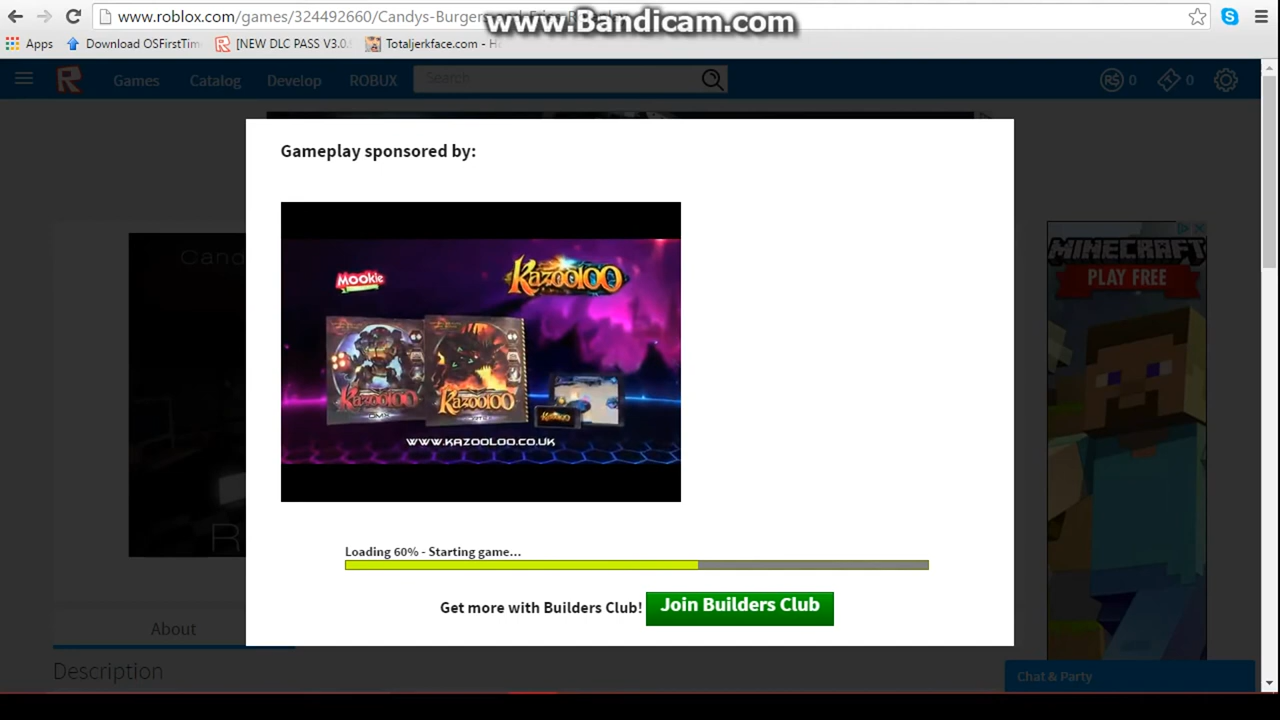 www.Bandicam.com
www.roblox.com/games/324492660/Candys-Burgers
Apps Download OSFirstTim [NEW DLC PASS V3.0. Totaljerkface.com - H
Games Catalog Develop ROBUX Search R$ 0 0
Gameplay sponsored by:
Mookie Kazooloo
MINECRAFT
PLAY FREE
Kazooloo Kazooloo
WWW.KAZOOLOO.CO.UK
Loading 60% - Starting game...
Get more with Builders Club! Join Builders Club
About
Description
Chat & Party